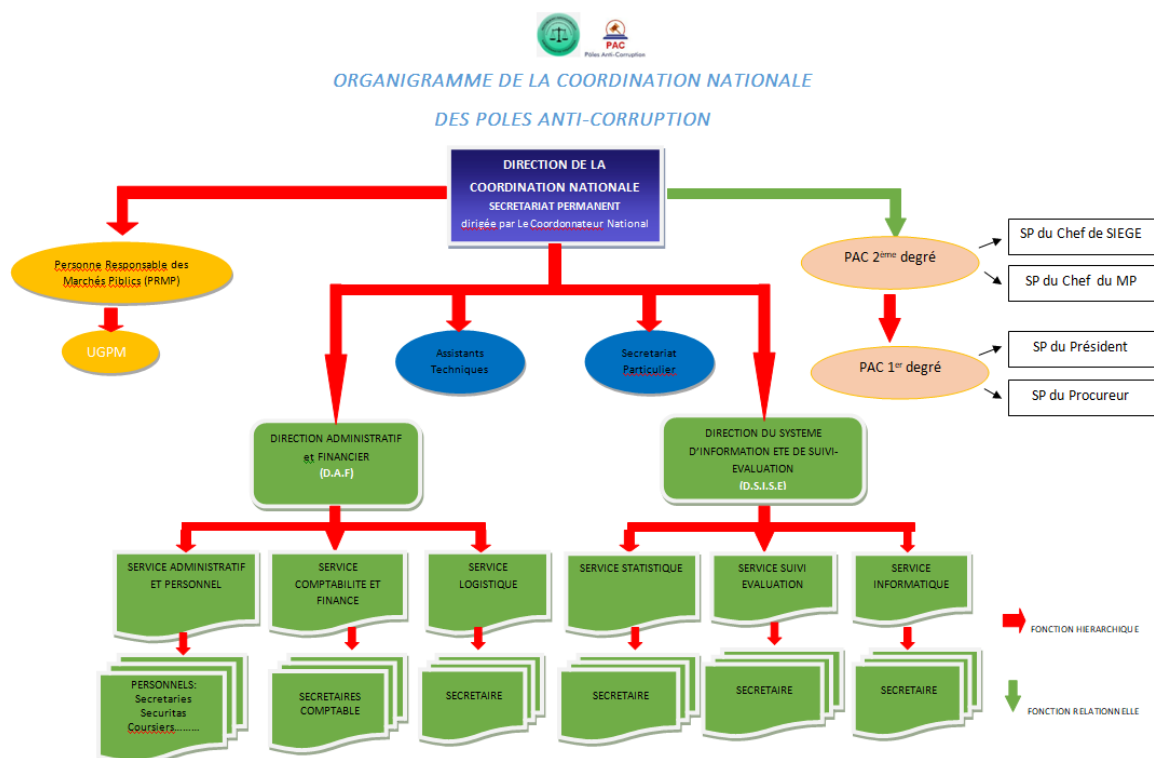 PAC
Pôles Anti-Corruption
ORGANIGRAMME DE LA COORDINATION NATIONALE
DES POLES ANTI-CORRUPTION
DIRECTION DE LA
COORDINATION NATIONALE
SECRETARIAT PERMANENT
dirigée par Le Coordonnateur National
Personne Responsable des
Marchés Piblics (PRMP)
UGPM
Assistants
Techniques
Secretariat
Particulier
PAC 2ème degré
SP du Chef de SIEGE
SP du Chef du MP
PAC 1er degré
SP du Président
SP du Procureur
DIRECTION ADMINISTRATIF
et FINANCIER
(D.A.F)
DIRECTION DU SYSTEME
D'INFORMATION ETE DE SUIVI-
EVALUATION
(D.S.I.S.E)
SERVICE ADMINISTRATIF
ET PERSONNEL
SERVICE
COMPTABILITE ET
FINANCE
SERVICE
LOGISTIQUE
SERVICE STATISTIQUE
SERVICE SUIVI
EVALUATION
SERVICE
INFORMATIQUE
PERSONNELS:
Secretaries
Securitas
Coursiers.........
SECRETAIRES
COMPTABLE
SECRETAIRE
SECRETAIRE
SECRETAIRE
SECRETAIRE
FONCTION HIERARCHIQUE
FONCTION RELATIONNELLE